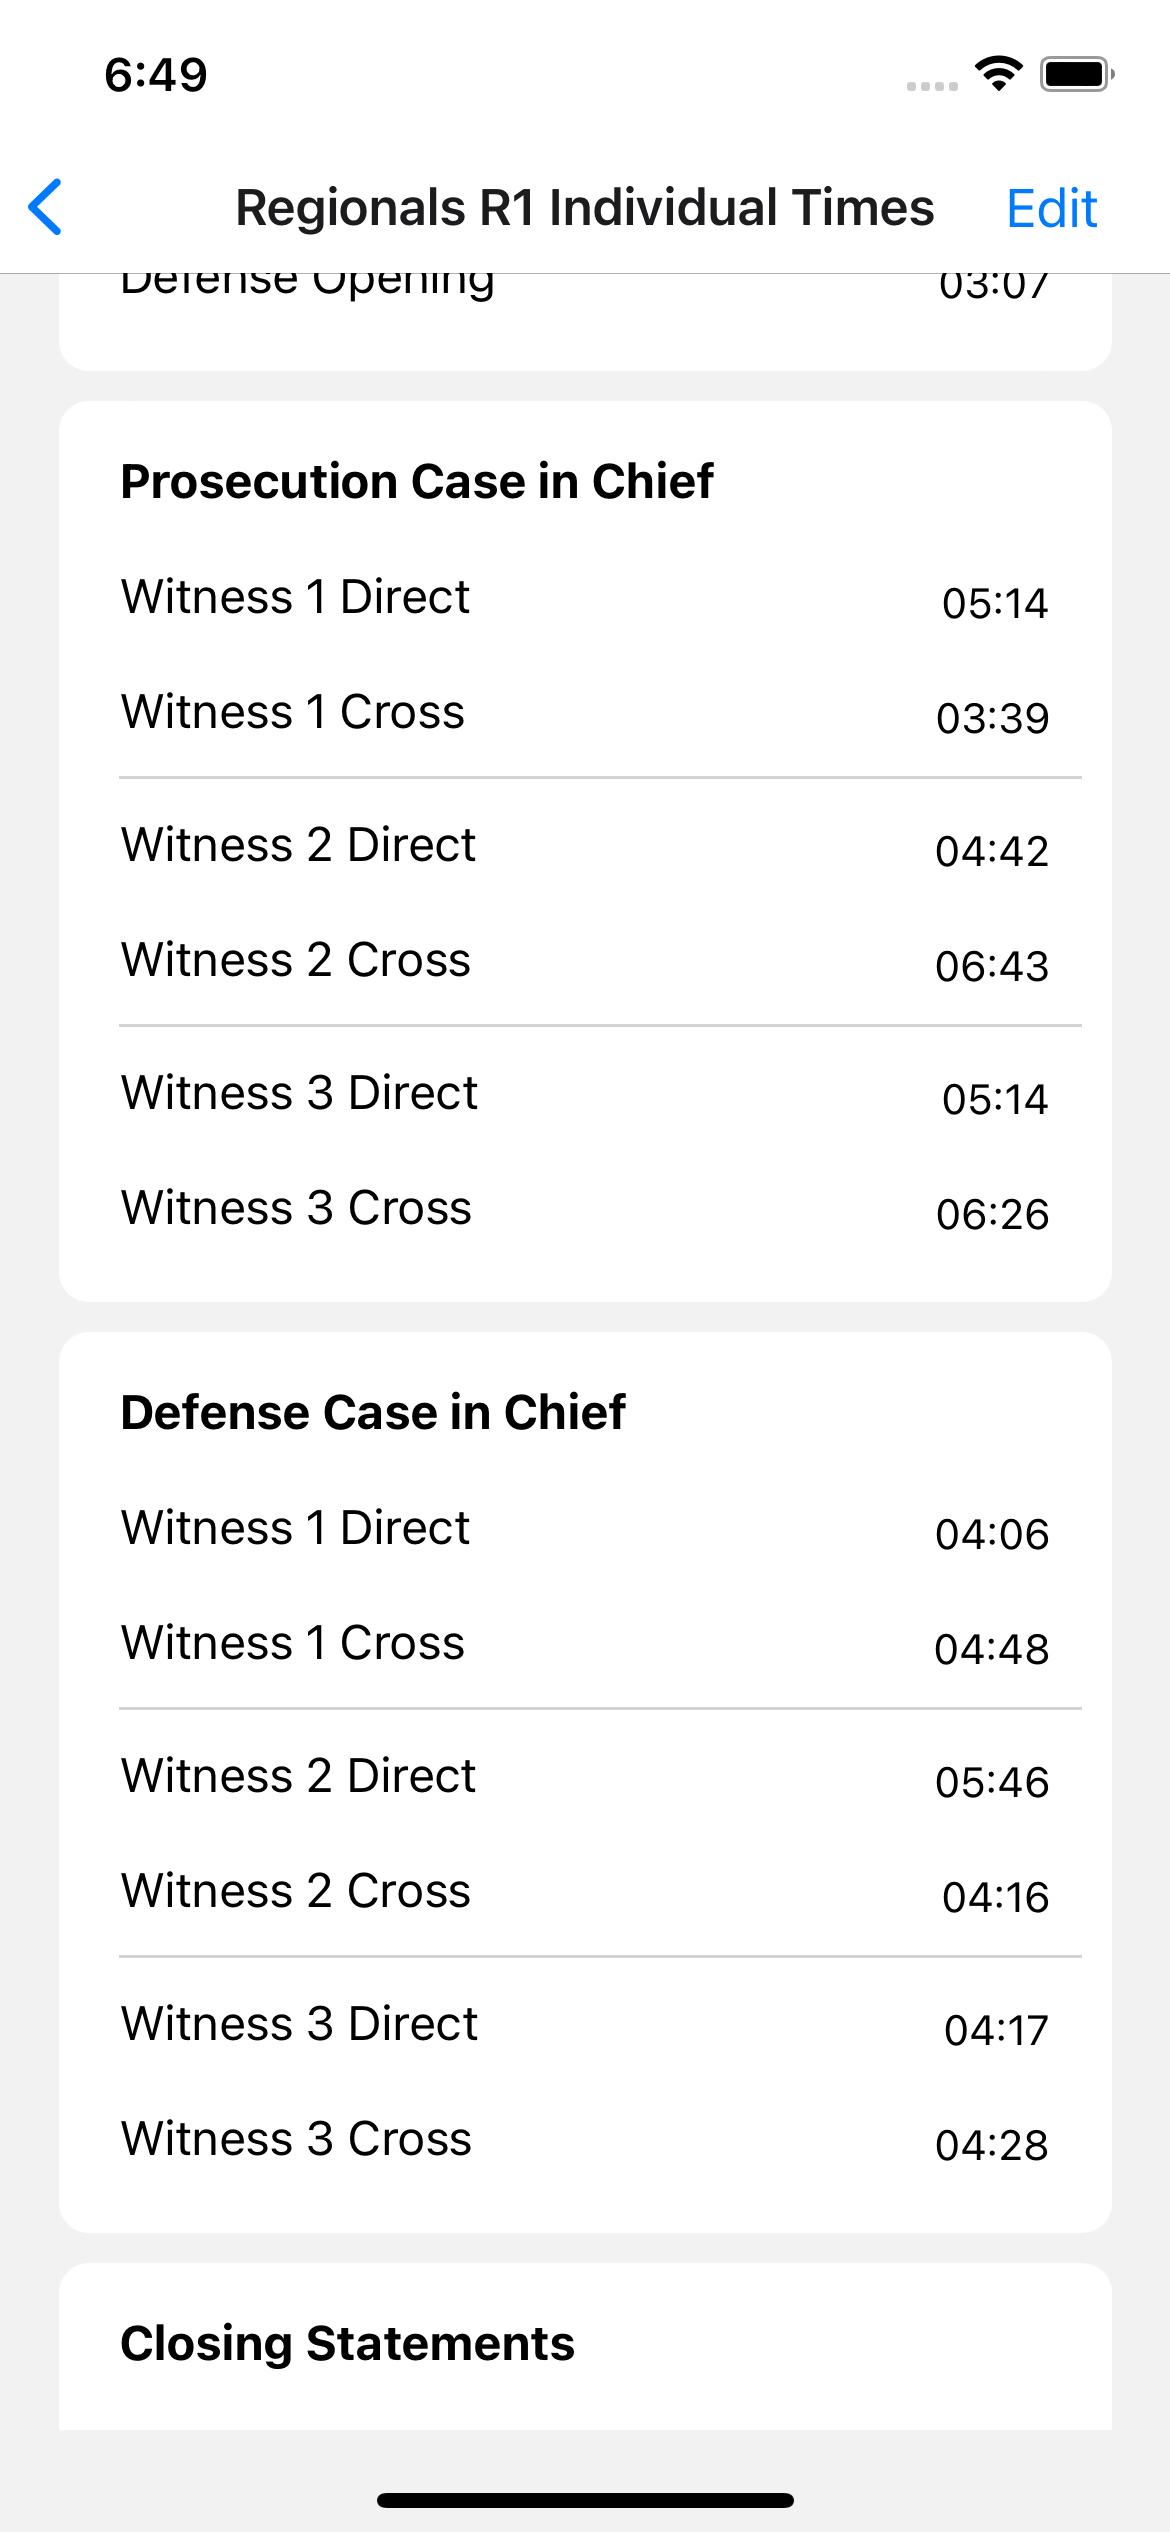 6:49
Regionals R1 Individual Times
Edit
Defense Opening 03:07
Prosecution Case in Chief
Witness 1 Direct 05:14
Witness 1 Cross 03:39
Witness 2 Direct 04:42
Witness 2 Cross 06:43
Witness 3 Direct 05:14
Witness 3 Cross 06:26
Defense Case in Chief
Witness 1 Direct 04:06
Witness 1 Cross 04:48
Witness 2 Direct 05:46
Witness 2 Cross 04:16
Witness 3 Direct 04:17
Witness 3 Cross 04:28
Closing Statements